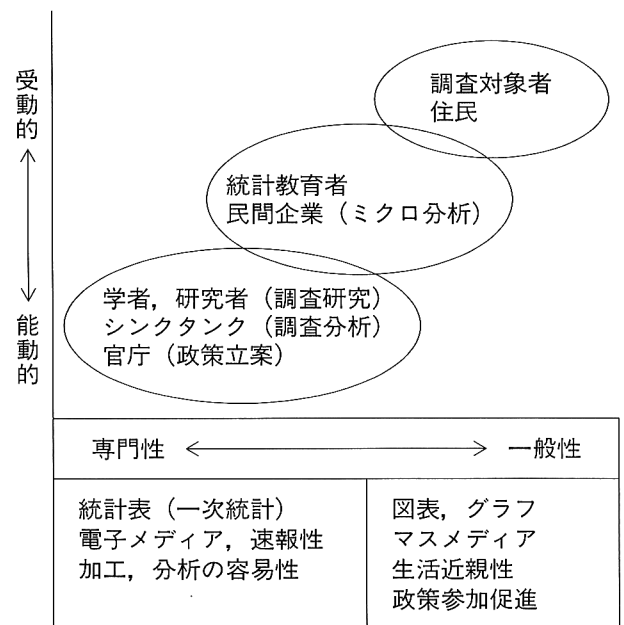 受動的
能動的
調査対象者
住民
統計教育者
民間企業（ミクロ分析）
学者，研究者（調査研究）
シンクタンク（調査分析）
官庁（政策立案）
専門性
一般性
統計表（一次統計）
電子メディア，速報性
加工，分析の容易性
図表，グラフ
マスメディア
生活近親性
政策参加促進